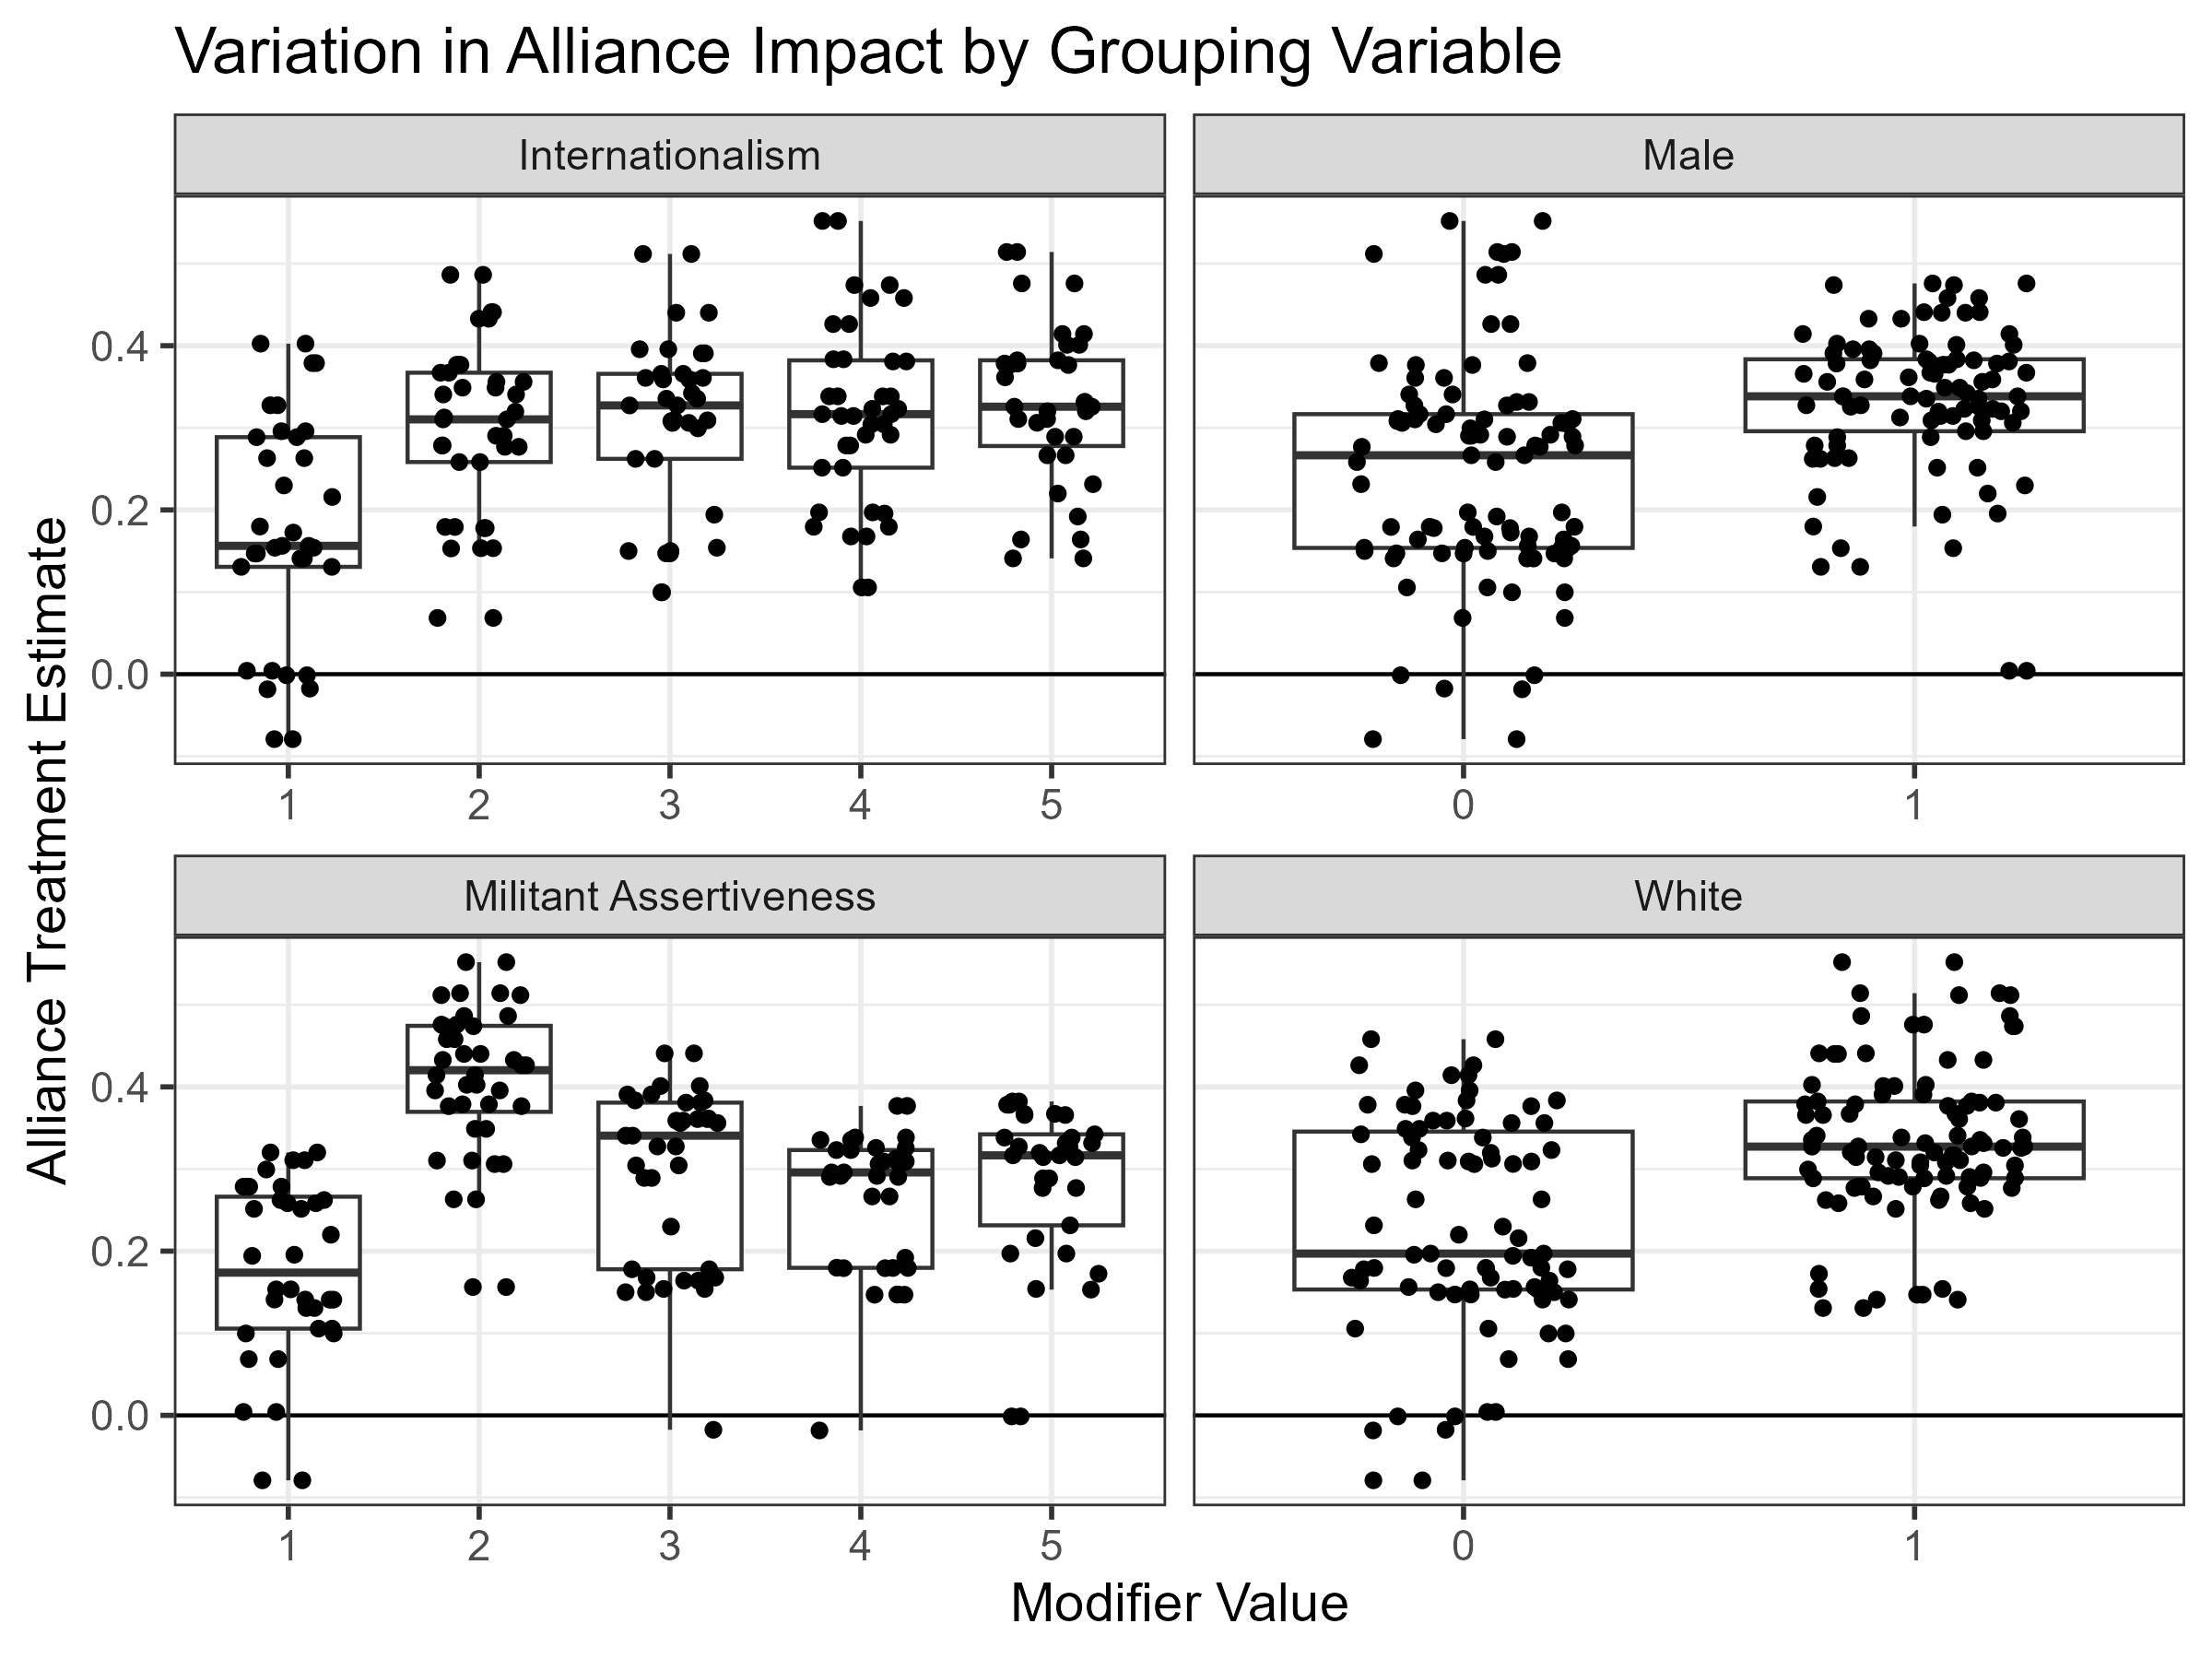 Variation in Alliance Impact by Grouping Variable
Internationalism
Male
0.4
0.2
0.0
1 2 3 4 5
0 1
Militant Assertiveness
White
0.4
0.2
0.0
1 2 3 4 5
0 1
Alliance Treatment Estimate
Modifier Value